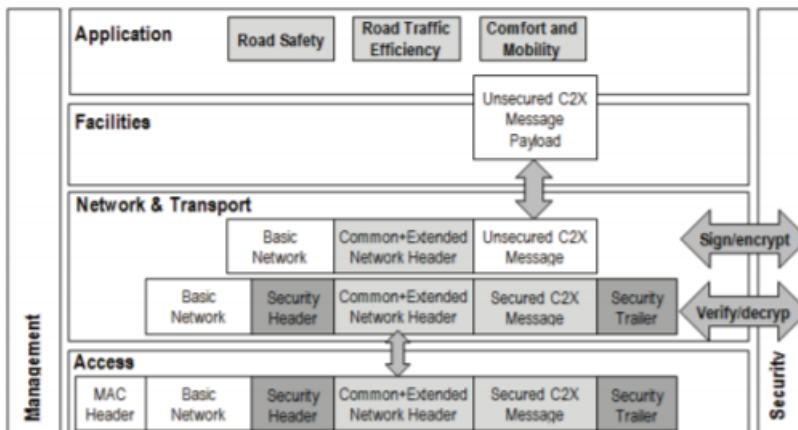 Application
Road Safety
Road Traffic
Efficiency
Comfort and
Mobility
Facilities
Unsecured C2X
Message
Payload
Network & Transport
Basic
Network
Common+Extended
Network Header
Unsecured C2X
Message
Sign/encrypt
Basic
Network
Security
Header
Common+Extended
Network Header
Secured C2X
Message
Security
Trailer
Verify/decryp
Access
MAC
Header
Basic
Network
Security
Header
Common+Extended
Network Header
Secured C2X
Message
Security
Trailer
Management
Security